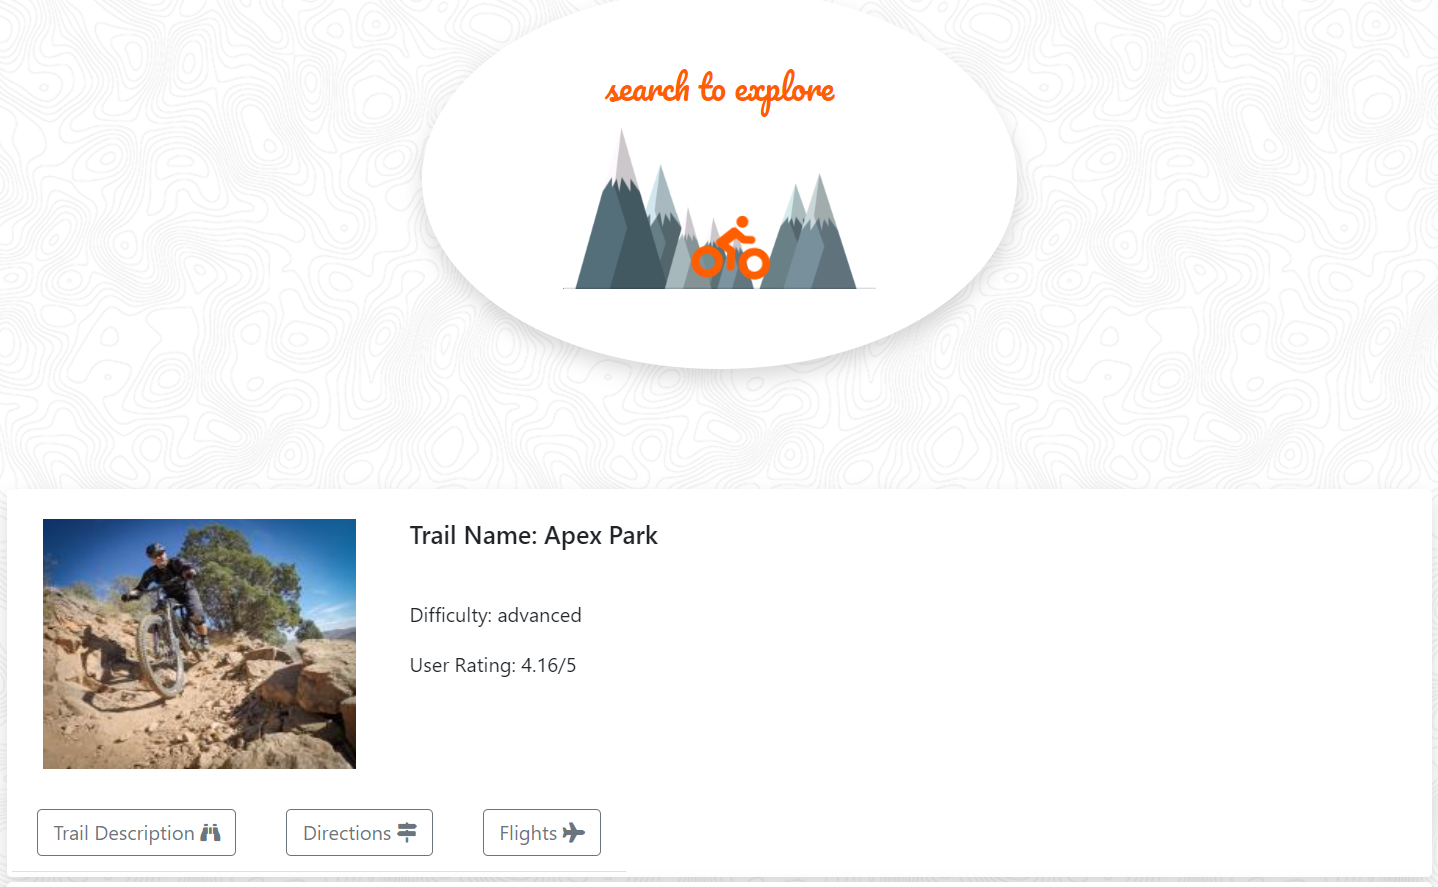 search to explore
Trail Name: Apex Park
Difficulty: advanced
User Rating: 4.16/5
Trail Description
Directions
Flights